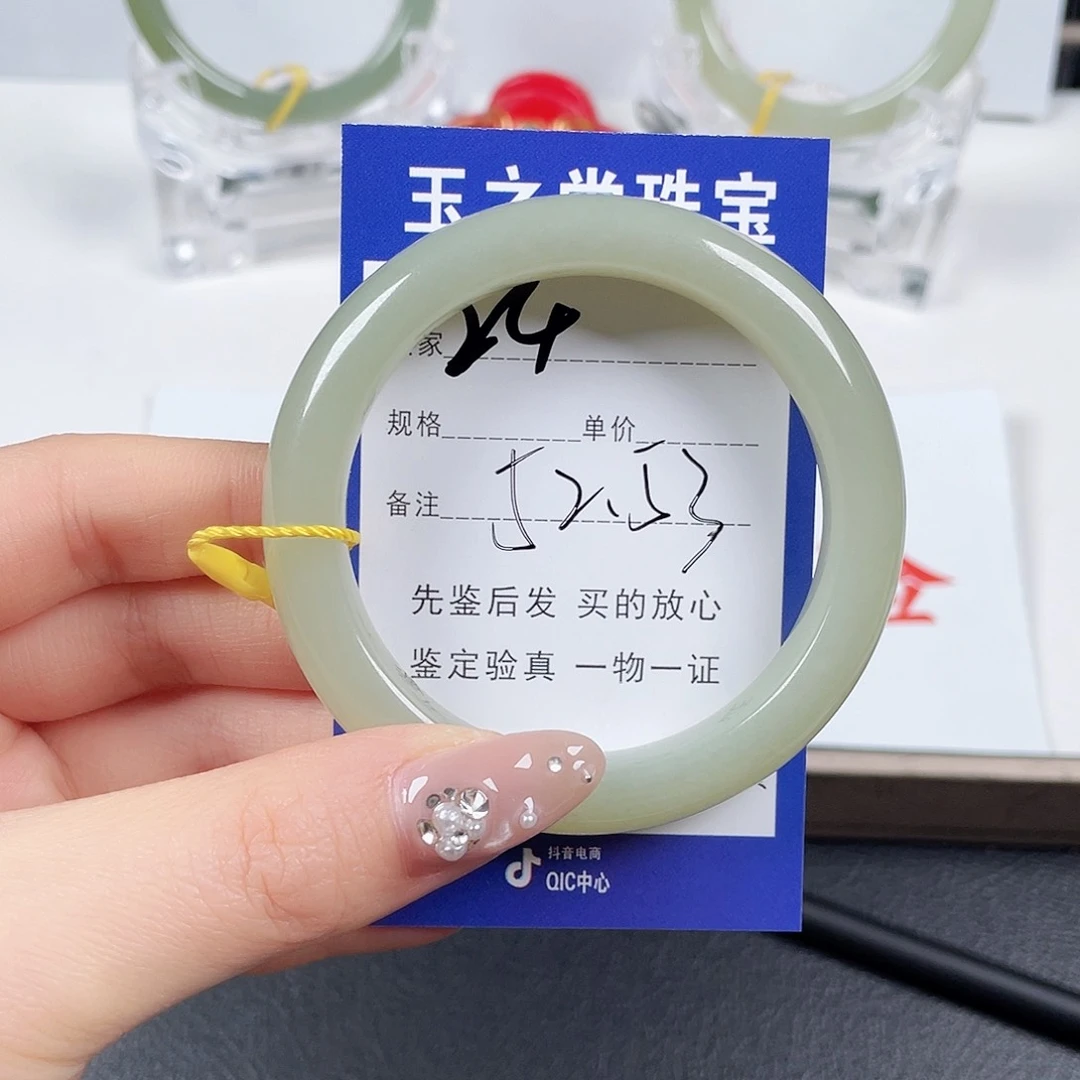 玉之堂珠宝
家 24
规格 单价
备注 52.53
先鉴后发 买的放心
鉴定验真 一物一证
抖音电商
QIC中心